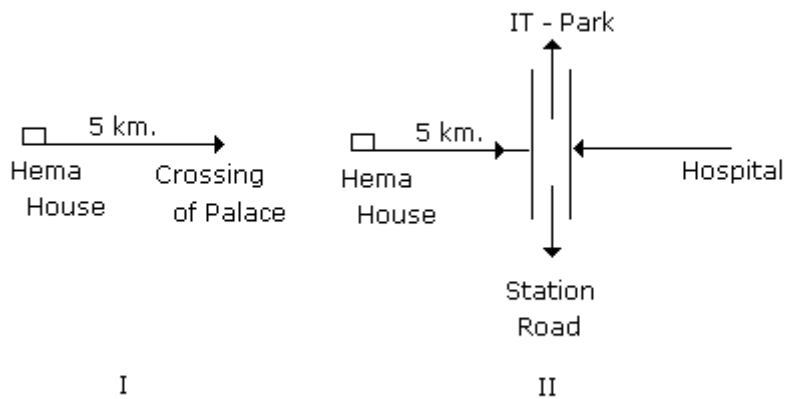 IT - Park
5 km.
Hema
House
Crossing
of Palace
5 km.
Hema
House
Hospital
Station
Road
I
II